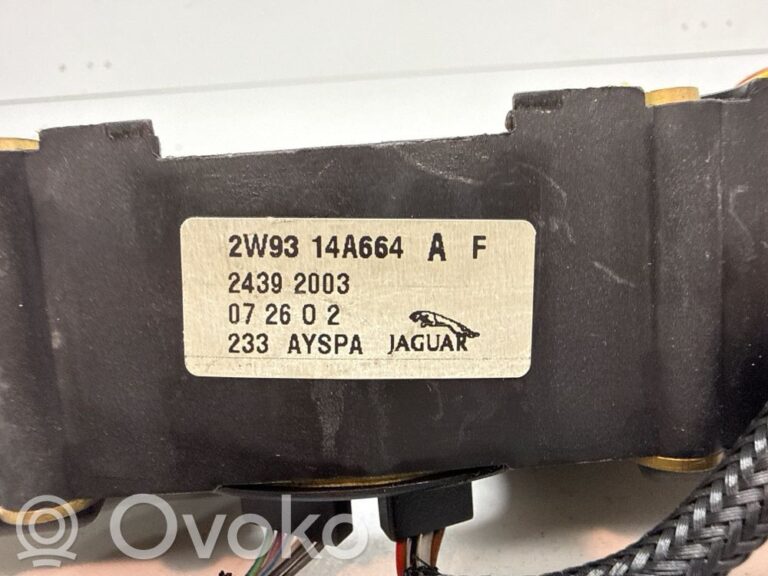 2W93 14A664 A F
2439 2003
07 26 0 2
233 AYSPA JAGUAR
Ovoko